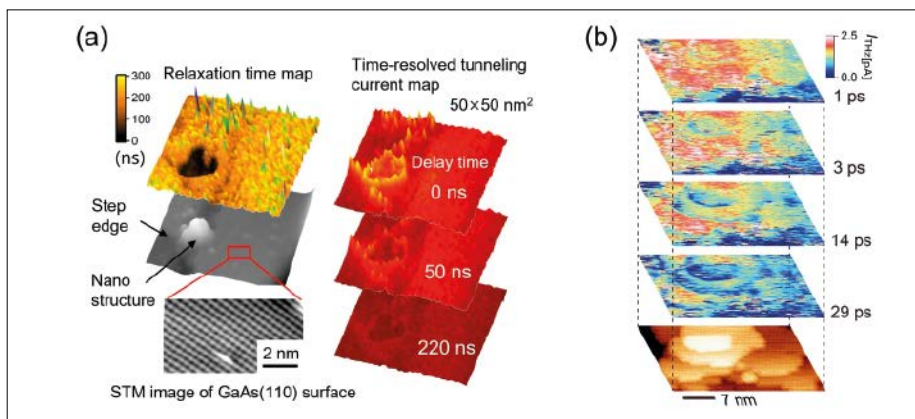 (a)
Relaxation time map
300
200
100
0
(ns)
Step
edge
Nano
structure
2 nm
STM image of GaAs(110) surface
Time-resolved tunneling
current map
50×50 nm²
Delay time
0 ns
50 ns
220 ns
(b)
2.5
0.0
I_THz[pA]
1 ps
3 ps
14 ps
29 ps
7 nm